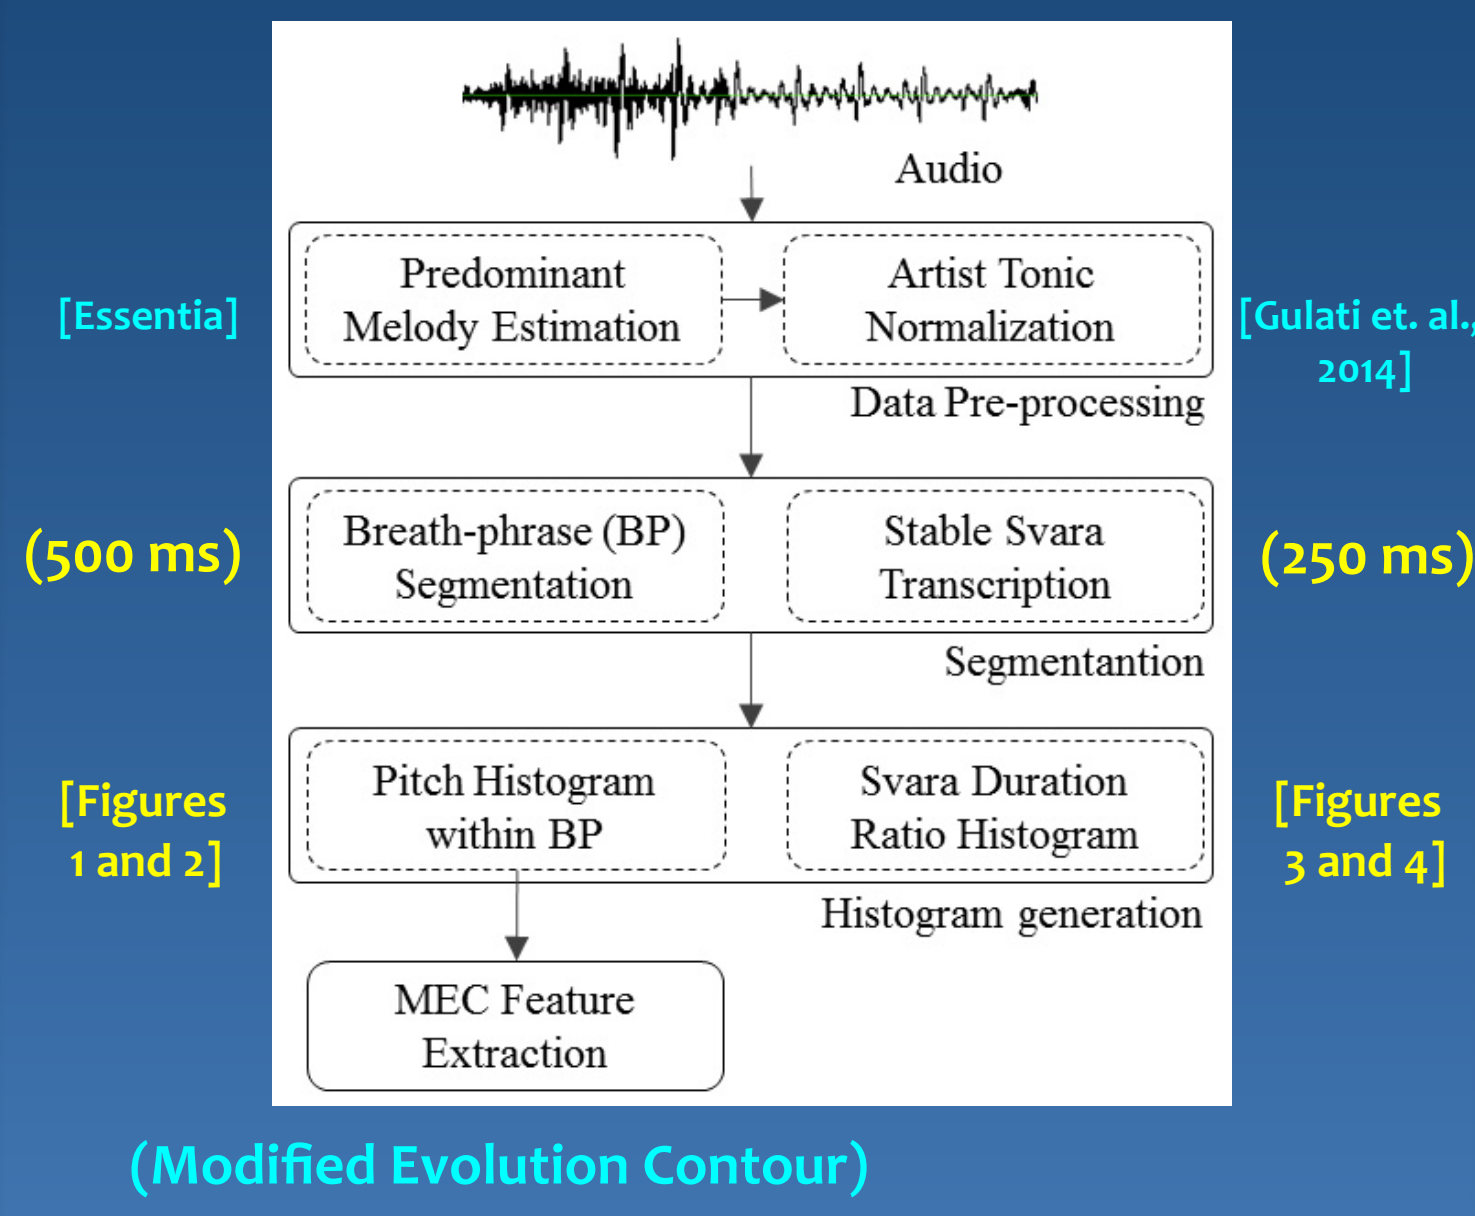 Audio
Predominant
Melody Estimation
Artist Tonic
Normalization
[Essentia]
[Gulati et. al.,
2014]
Data Pre-processing
Breath-phrase (BP)
Segmentation
Stable Svara
Transcription
(500 ms)
(250 ms)
Segmentantion
Pitch Histogram
within BP
Svara Duration
Ratio Histogram
[Figures
1 and 2]
[Figures
3 and 4]
Histogram generation
MEC Feature
Extraction
(Modified Evolution Contour)